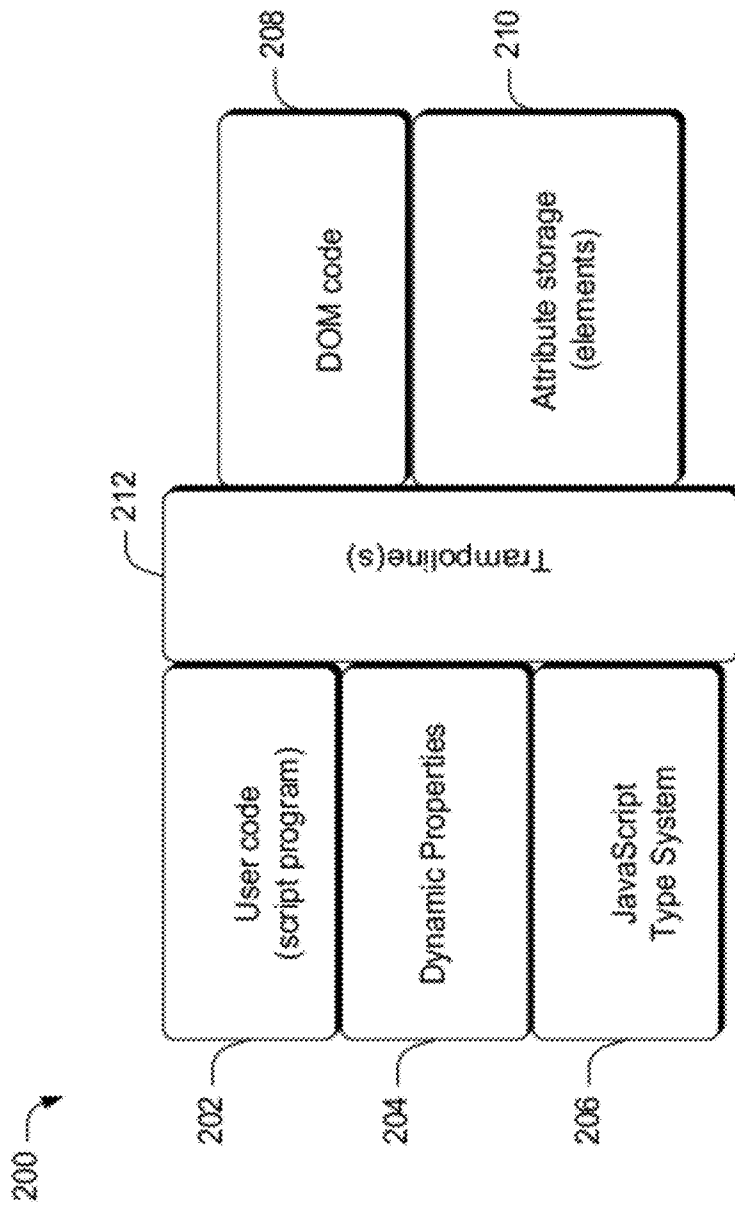 200
212
202
User code
(script program)
204
Dynamic Properties
206
JavaScript
Type System
Trampoline(s)
DOM code
208
Attribute storage
(elements)
210